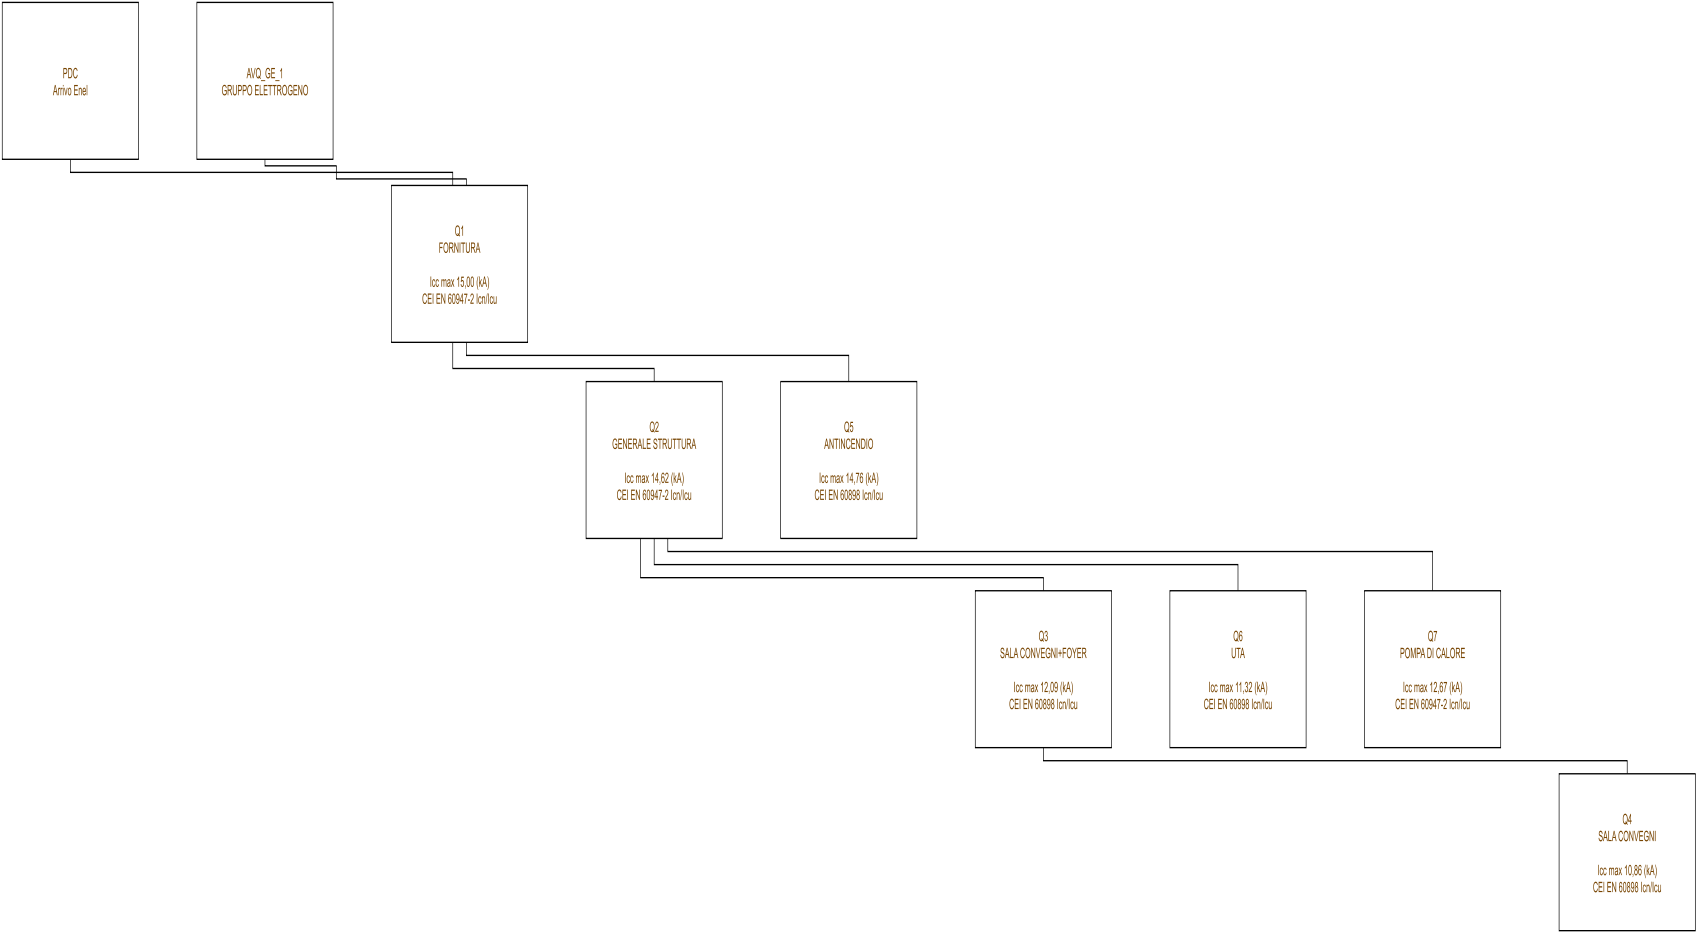 PDC
Arrivo Enel
AVQ_GE_1
GRUPPO ELETTROGENO
Q1
FORNITURA
Icc max 15,00 (kA)
CEI EN 60947-2 Icn/Icu
Q2
GENERALE STRUTTURA
Icc max 14,62 (kA)
CEI EN 60947-2 Icn/Icu
Q5
ANTINCENDIO
Icc max 14,76 (kA)
CEI EN 60898 Icn/Icu
Q3
SALA CONVEGNI+FOYER
Icc max 12,09 (kA)
CEI EN 60898 Icn/Icu
Q6
UTA
Icc max 11,32 (kA)
CEI EN 60898 Icn/Icu
Q7
POMPA DI CALORE
Icc max 12,67 (kA)
CEI EN 60947-2 Icn/Icu
Q4
SALA CONVEGNI
Icc max 10,86 (kA)
CEI EN 60898 Icn/Icu